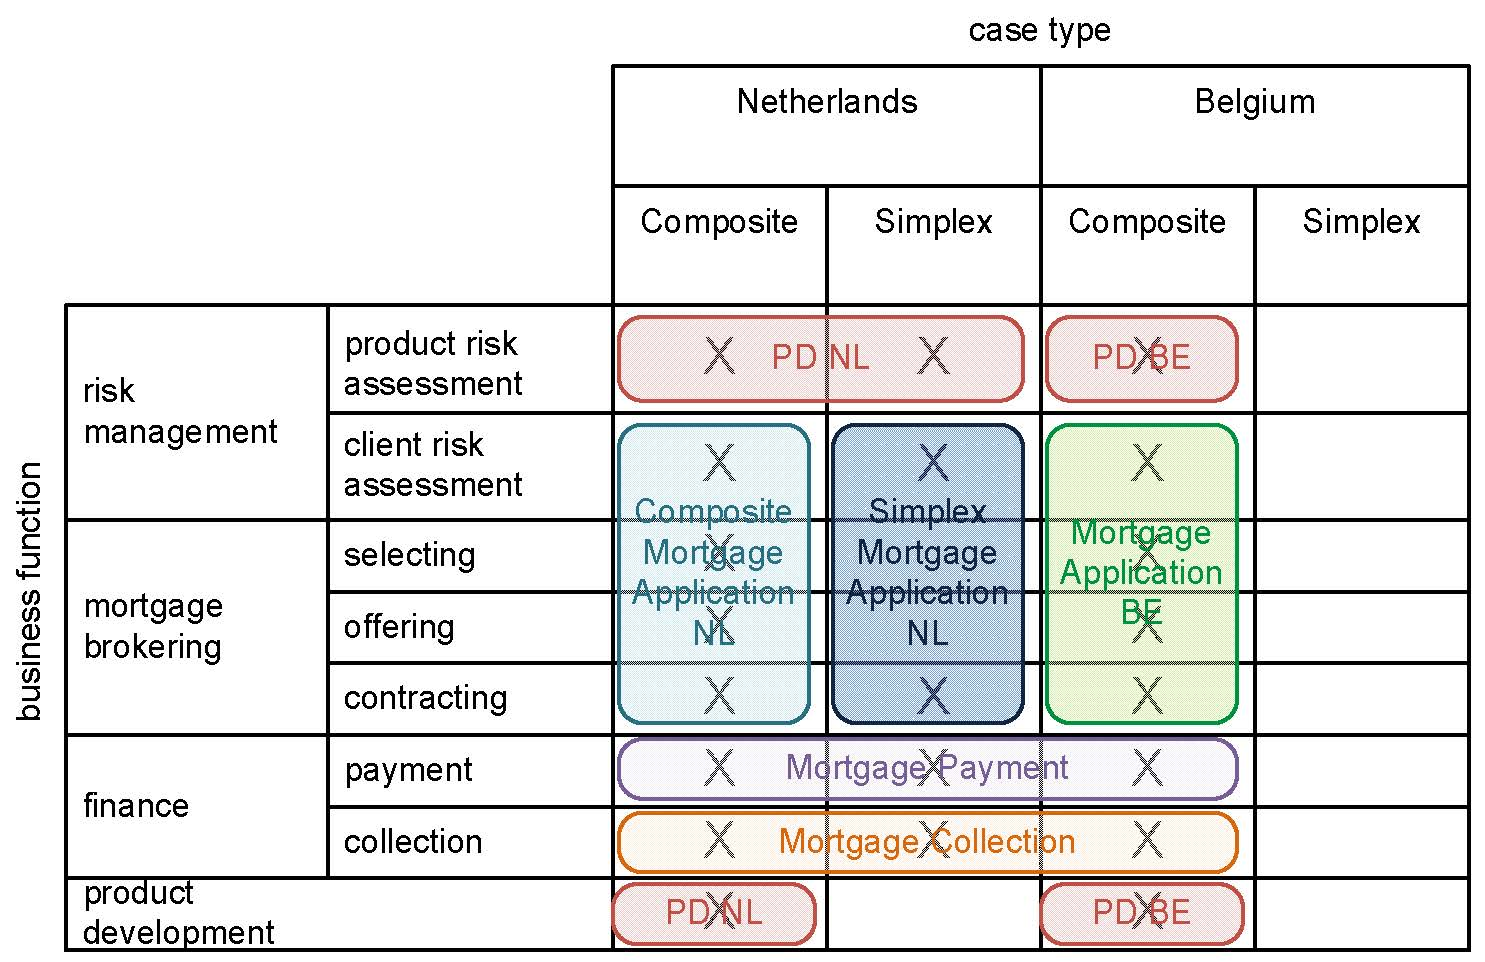 case type
Netherlands Belgium
Composite Simplex Composite Simplex
business function
risk
management
product risk
assessment
X PD NL X PD BE X
client risk
assessment
X X X
Composite
Mortgage
Application
NL
Simplex
Mortgage
Application
NL
Mortgage
Application
BE
mortgage
brokering
selecting
X X
offering
X X
contracting
X X X
finance
payment
X Mortgage Payment X X
collection
X Mortgage Collection X X
product
development
PD NL X PD BE X